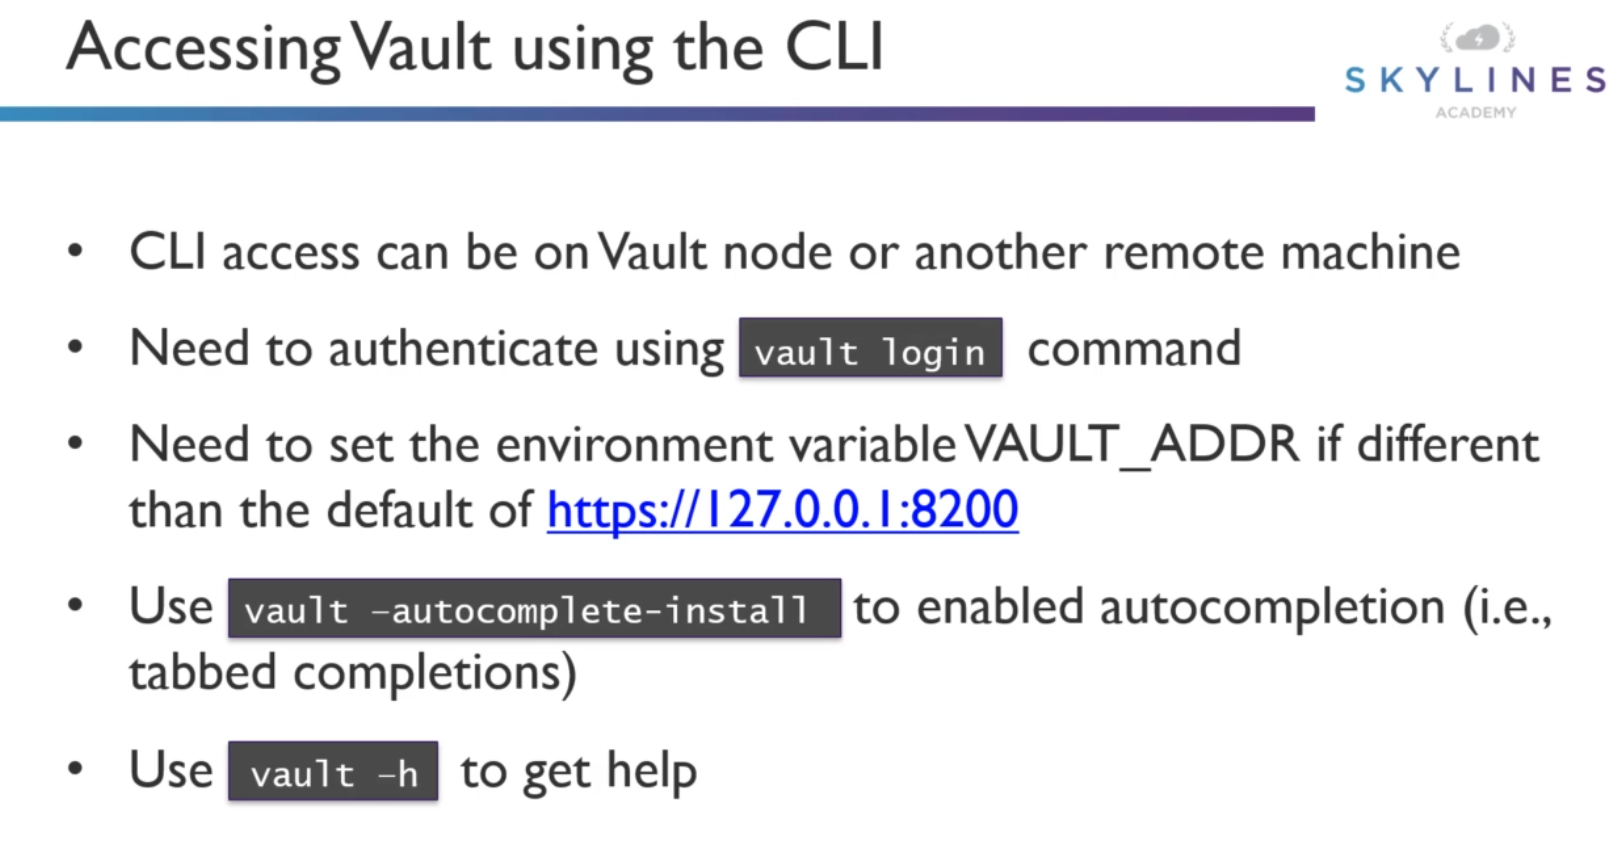 Accessing Vault using the CLI
SKYLINES
ACADEMY
• CLI access can be on Vault node or another remote machine
• Need to authenticate using vault login command
• Need to set the environment variable VAULT_ADDR if different
than the default of https://127.0.0.1:8200
• Use vault –autocomplete-install to enabled autocompletion (i.e.,
tabbed completions)
• Use vault –h to get help